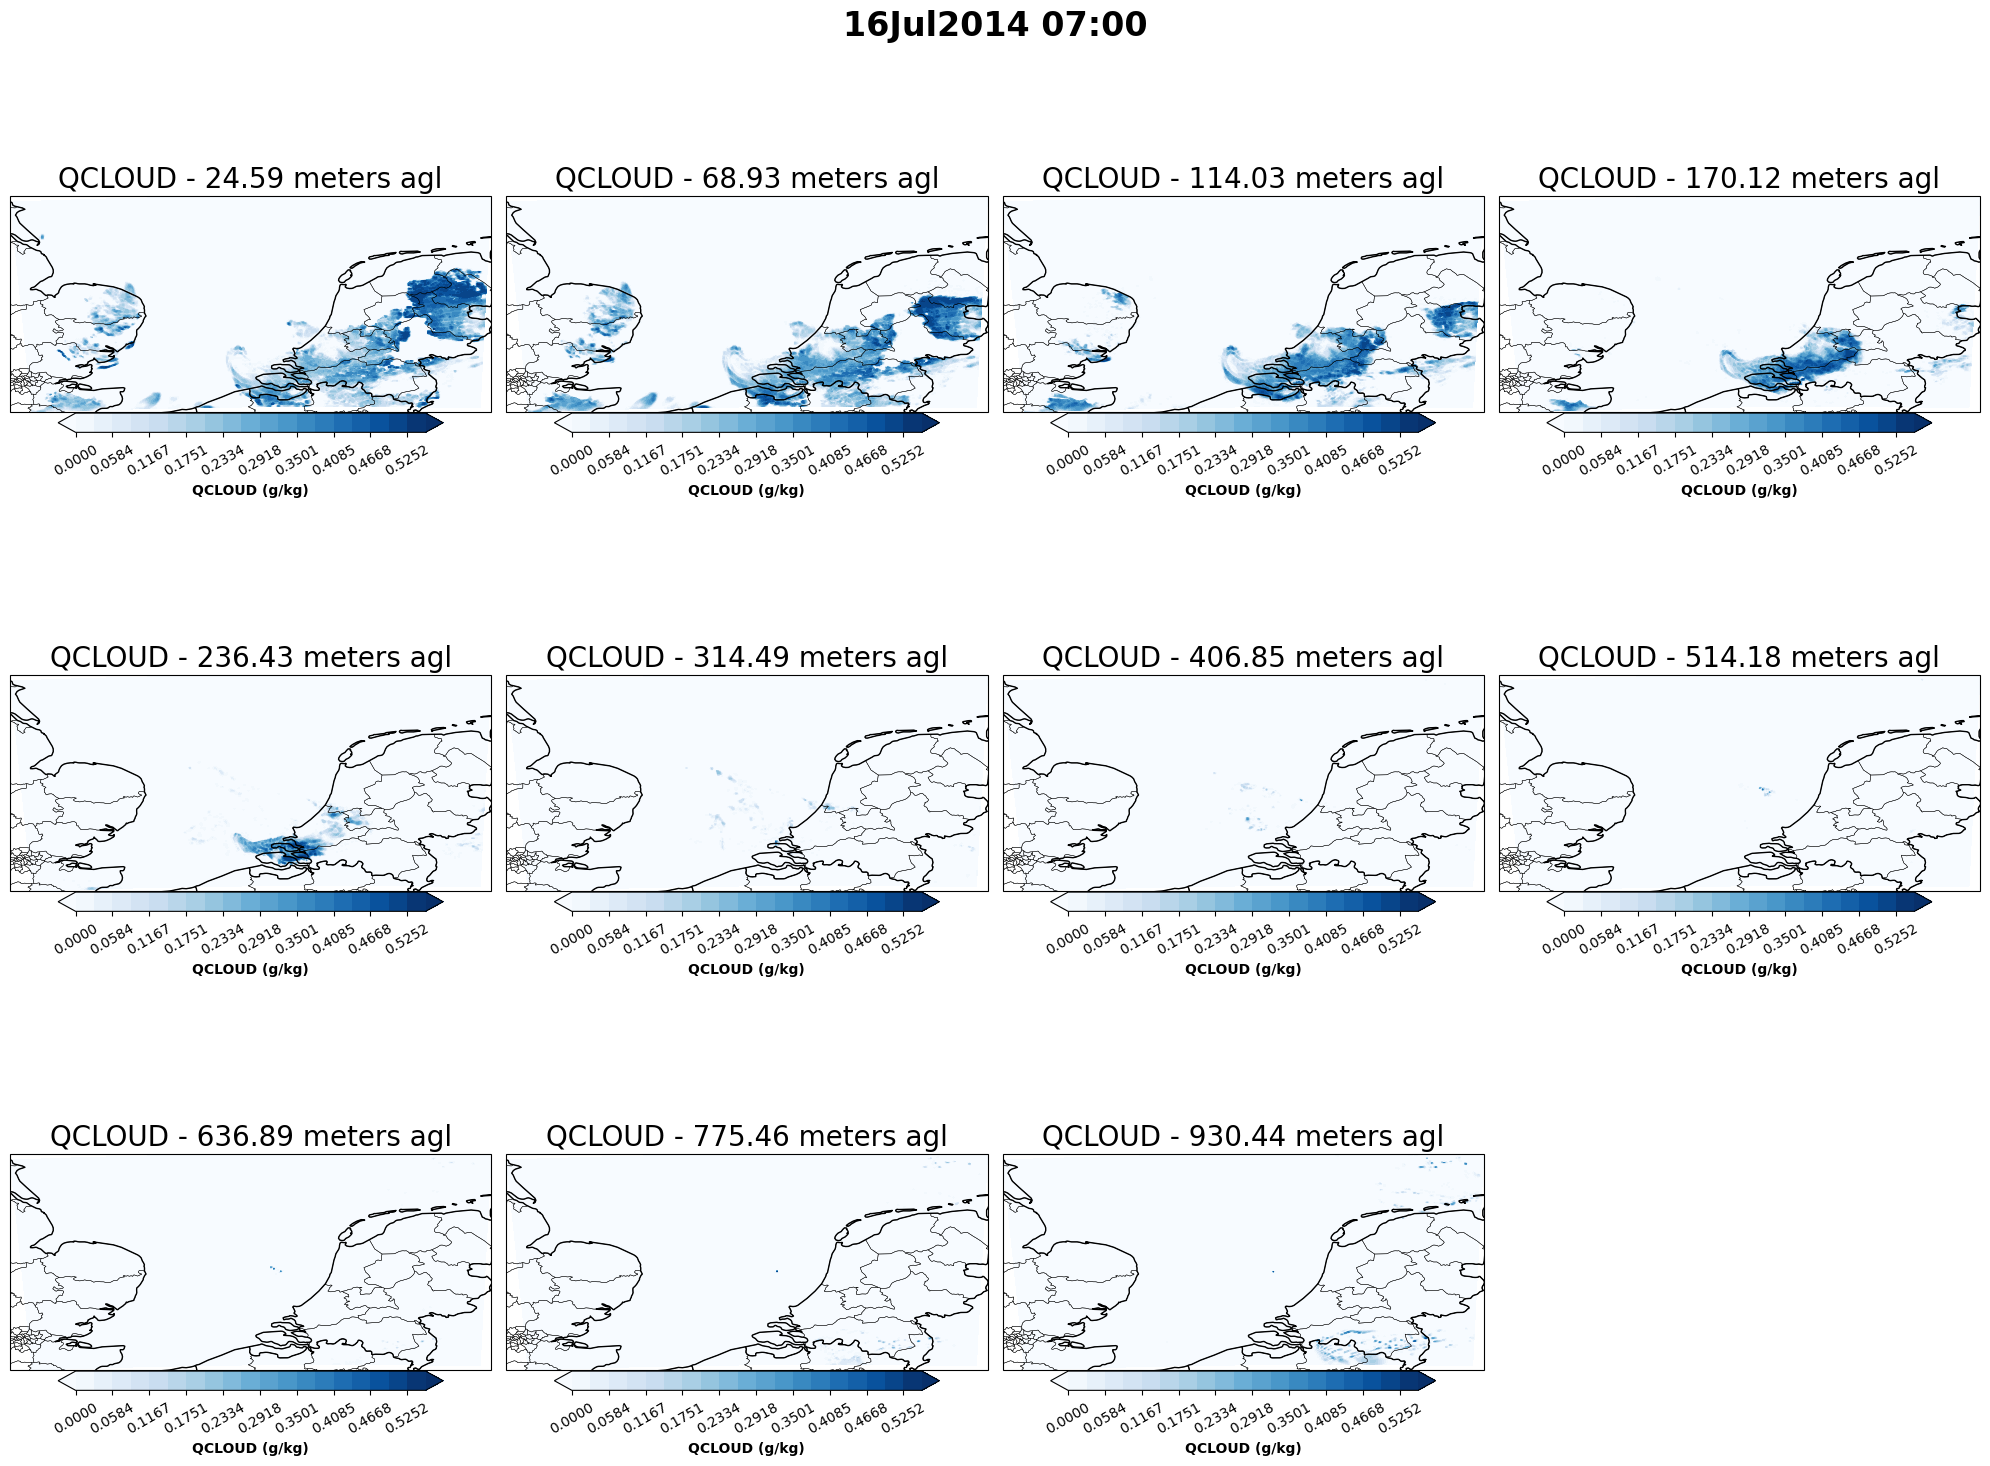 16Jul2014 07:00
QCLOUD - 24.59 meters agl
QCLOUD - 68.93 meters agl
QCLOUD - 114.03 meters agl
QCLOUD - 170.12 meters agl
0.0000 0.0584 0.1167 0.1751 0.2334 0.2918 0.3501 0.4085 0.4668 0.5252
0.0000 0.0584 0.1167 0.1751 0.2334 0.2918 0.3501 0.4085 0.4668 0.5252
0.0000 0.0584 0.1167 0.1751 0.2334 0.2918 0.3501 0.4085 0.4668 0.5252
0.0000 0.0584 0.1167 0.1751 0.2334 0.2918 0.3501 0.4085 0.4668 0.5252
QCLOUD (g/kg)
QCLOUD (g/kg)
QCLOUD (g/kg)
QCLOUD (g/kg)
QCLOUD - 236.43 meters agl
QCLOUD - 314.49 meters agl
QCLOUD - 406.85 meters agl
QCLOUD - 514.18 meters agl
0.0000 0.0584 0.1167 0.1751 0.2334 0.2918 0.3501 0.4085 0.4668 0.5252
0.0000 0.0584 0.1167 0.1751 0.2334 0.2918 0.3501 0.4085 0.4668 0.5252
0.0000 0.0584 0.1167 0.1751 0.2334 0.2918 0.3501 0.4085 0.4668 0.5252
0.0000 0.0584 0.1167 0.1751 0.2334 0.2918 0.3501 0.4085 0.4668 0.5252
QCLOUD (g/kg)
QCLOUD (g/kg)
QCLOUD (g/kg)
QCLOUD (g/kg)
QCLOUD - 636.89 meters agl
QCLOUD - 775.46 meters agl
QCLOUD - 930.44 meters agl
0.0000 0.0584 0.1167 0.1751 0.2334 0.2918 0.3501 0.4085 0.4668 0.5252
0.0000 0.0584 0.1167 0.1751 0.2334 0.2918 0.3501 0.4085 0.4668 0.5252
0.0000 0.0584 0.1167 0.1751 0.2334 0.2918 0.3501 0.4085 0.4668 0.5252
QCLOUD (g/kg)
QCLOUD (g/kg)
QCLOUD (g/kg)